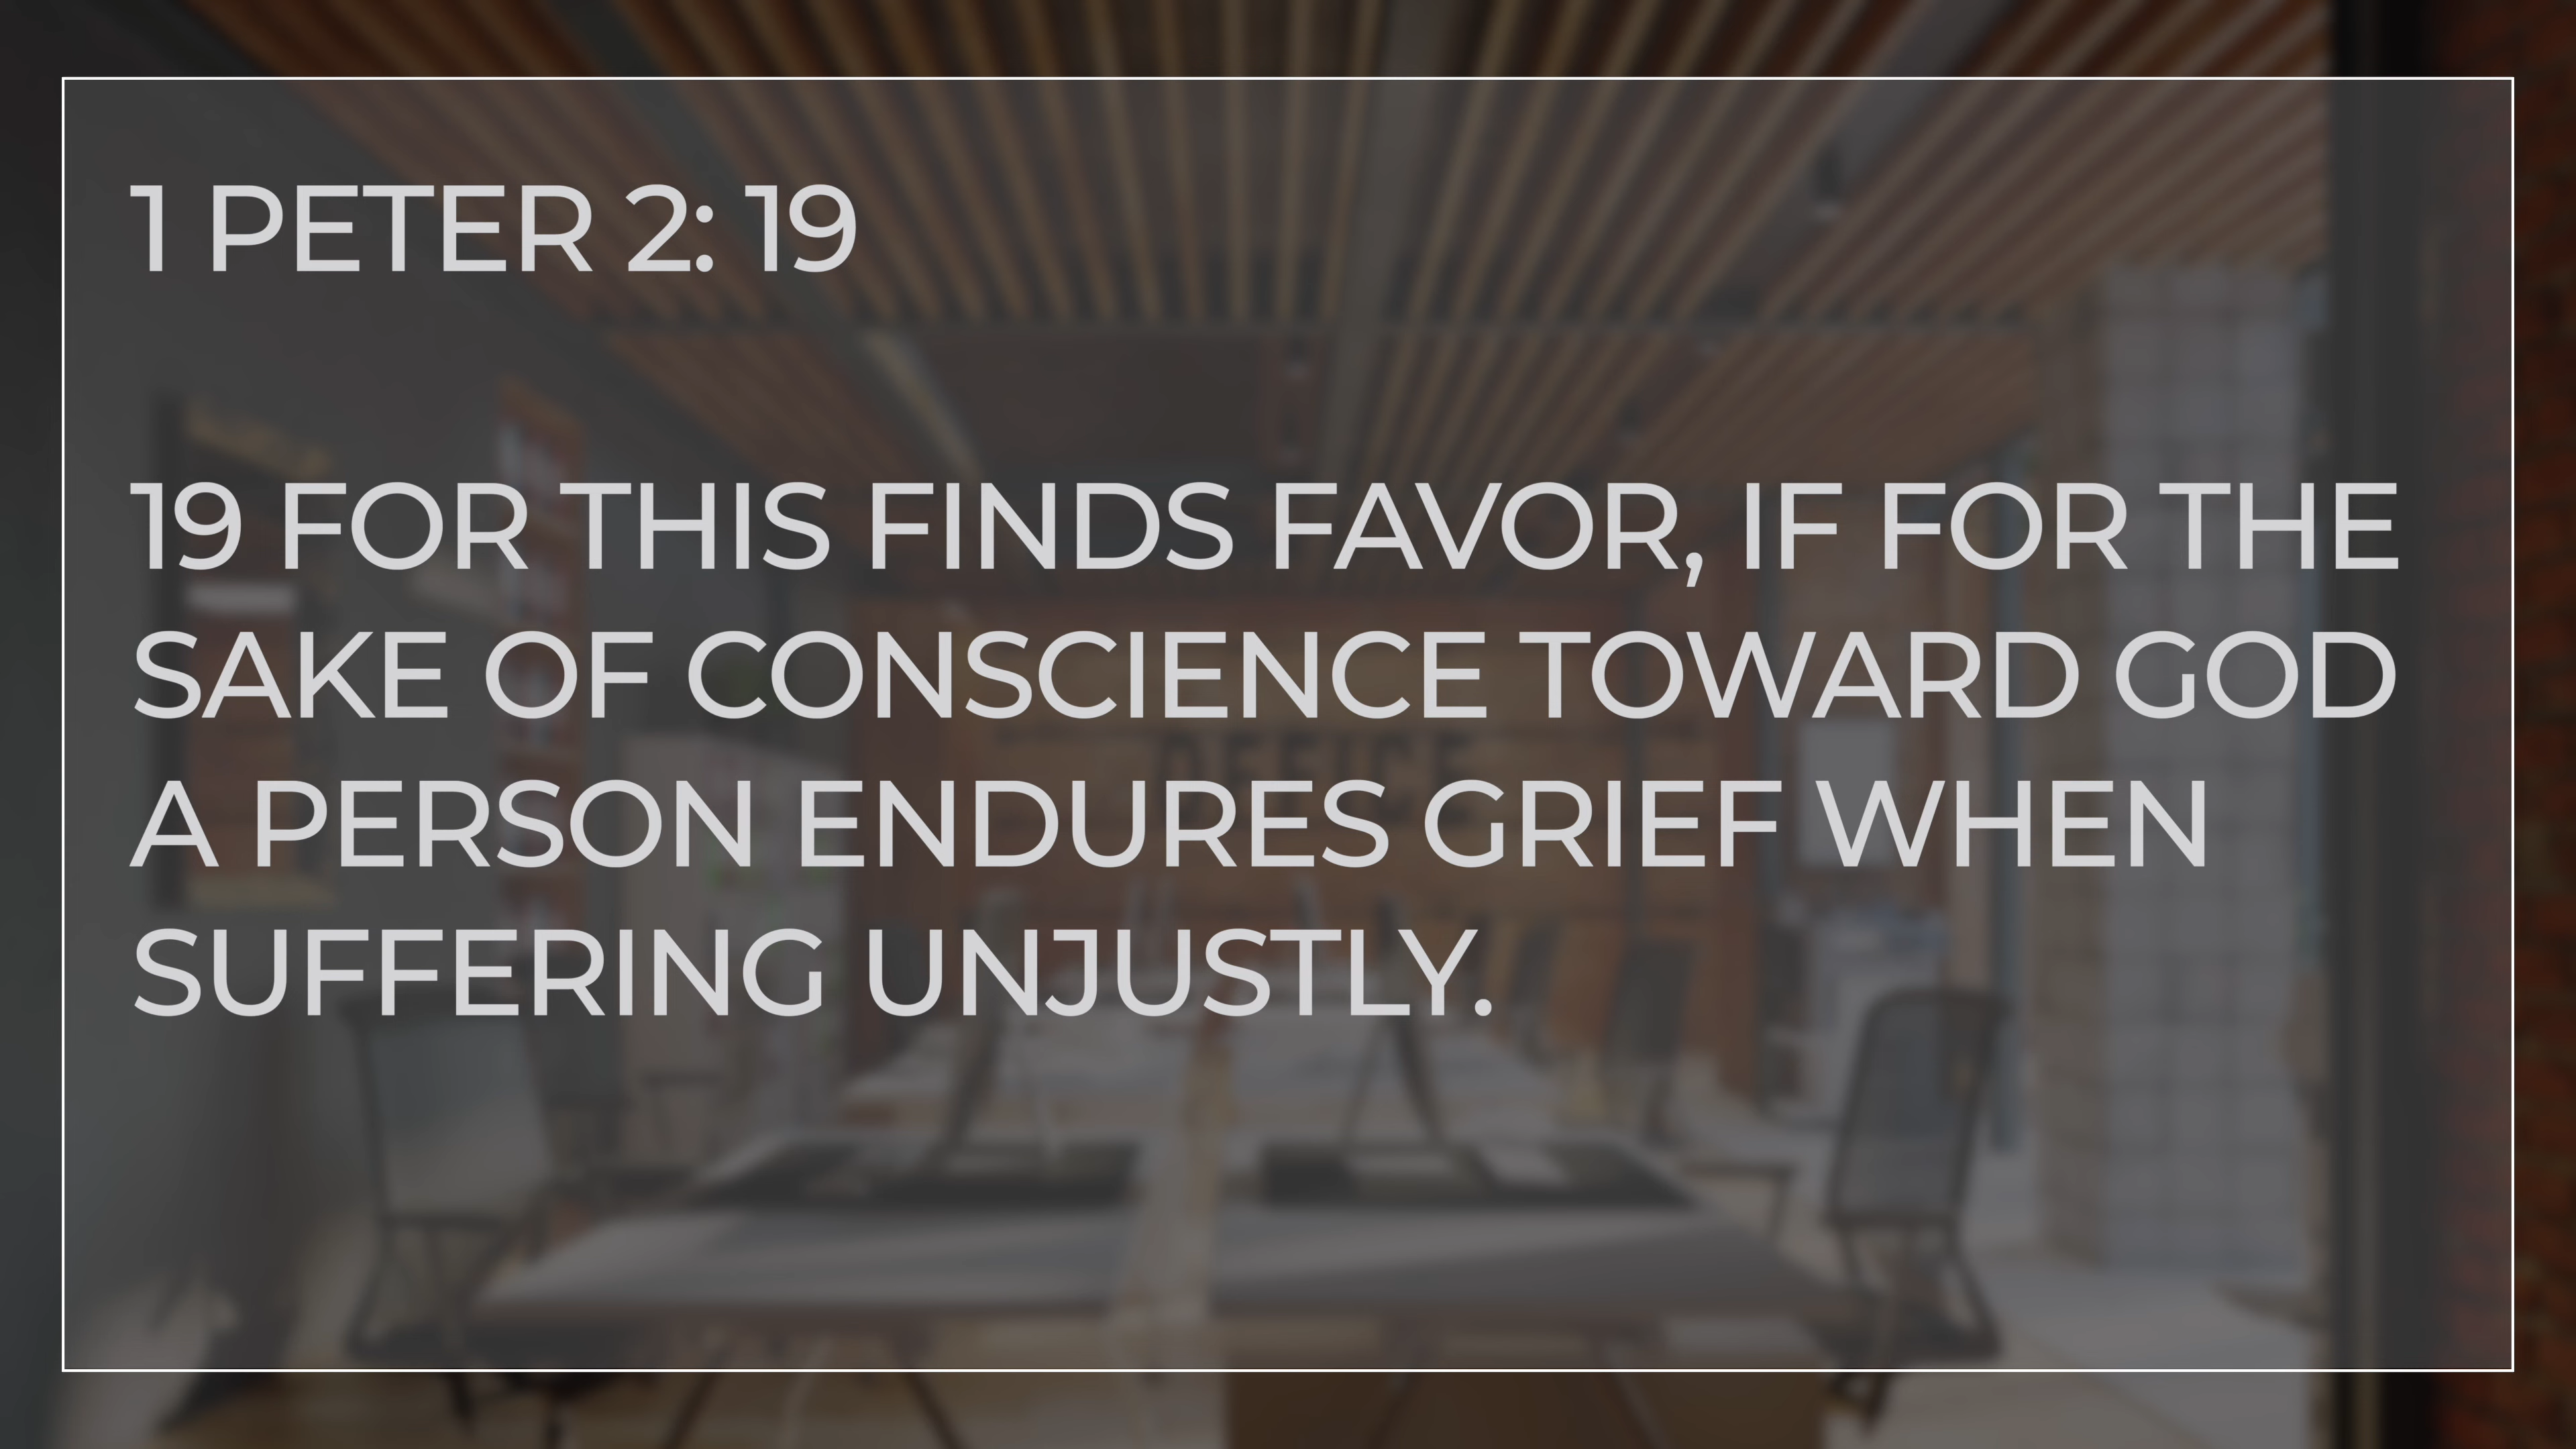 1 PETER 2: 19
19 FOR THIS FINDS FAVOR, IF FOR THE
SAKE OF CONSCIENCE TOWARD GOD
A PERSON ENDURES GRIEF WHEN
SUFFERING UNJUSTLY.
OFFICE